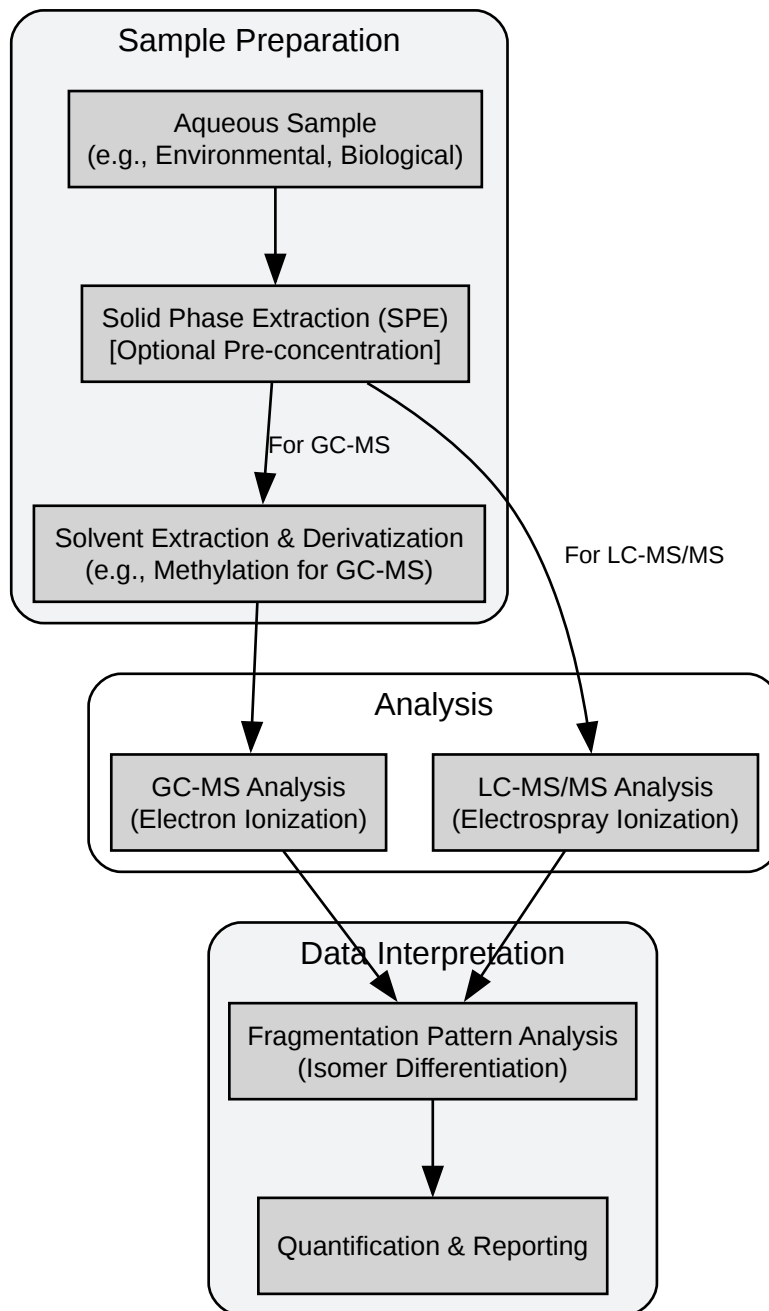 Sample Preparation
Aqueous Sample
(e.g., Environmental, Biological)
Solid Phase Extraction (SPE)
[Optional Pre-concentration]
For GC-MS
Solvent Extraction & Derivatization
(e.g., Methylation for GC-MS)
For LC-MS/MS
Analysis
GC-MS Analysis
(Electron Ionization)
LC-MS/MS Analysis
(Electrospray Ionization)
Data Interpretation
Fragmentation Pattern Analysis
(Isomer Differentiation)
Quantification & Reporting